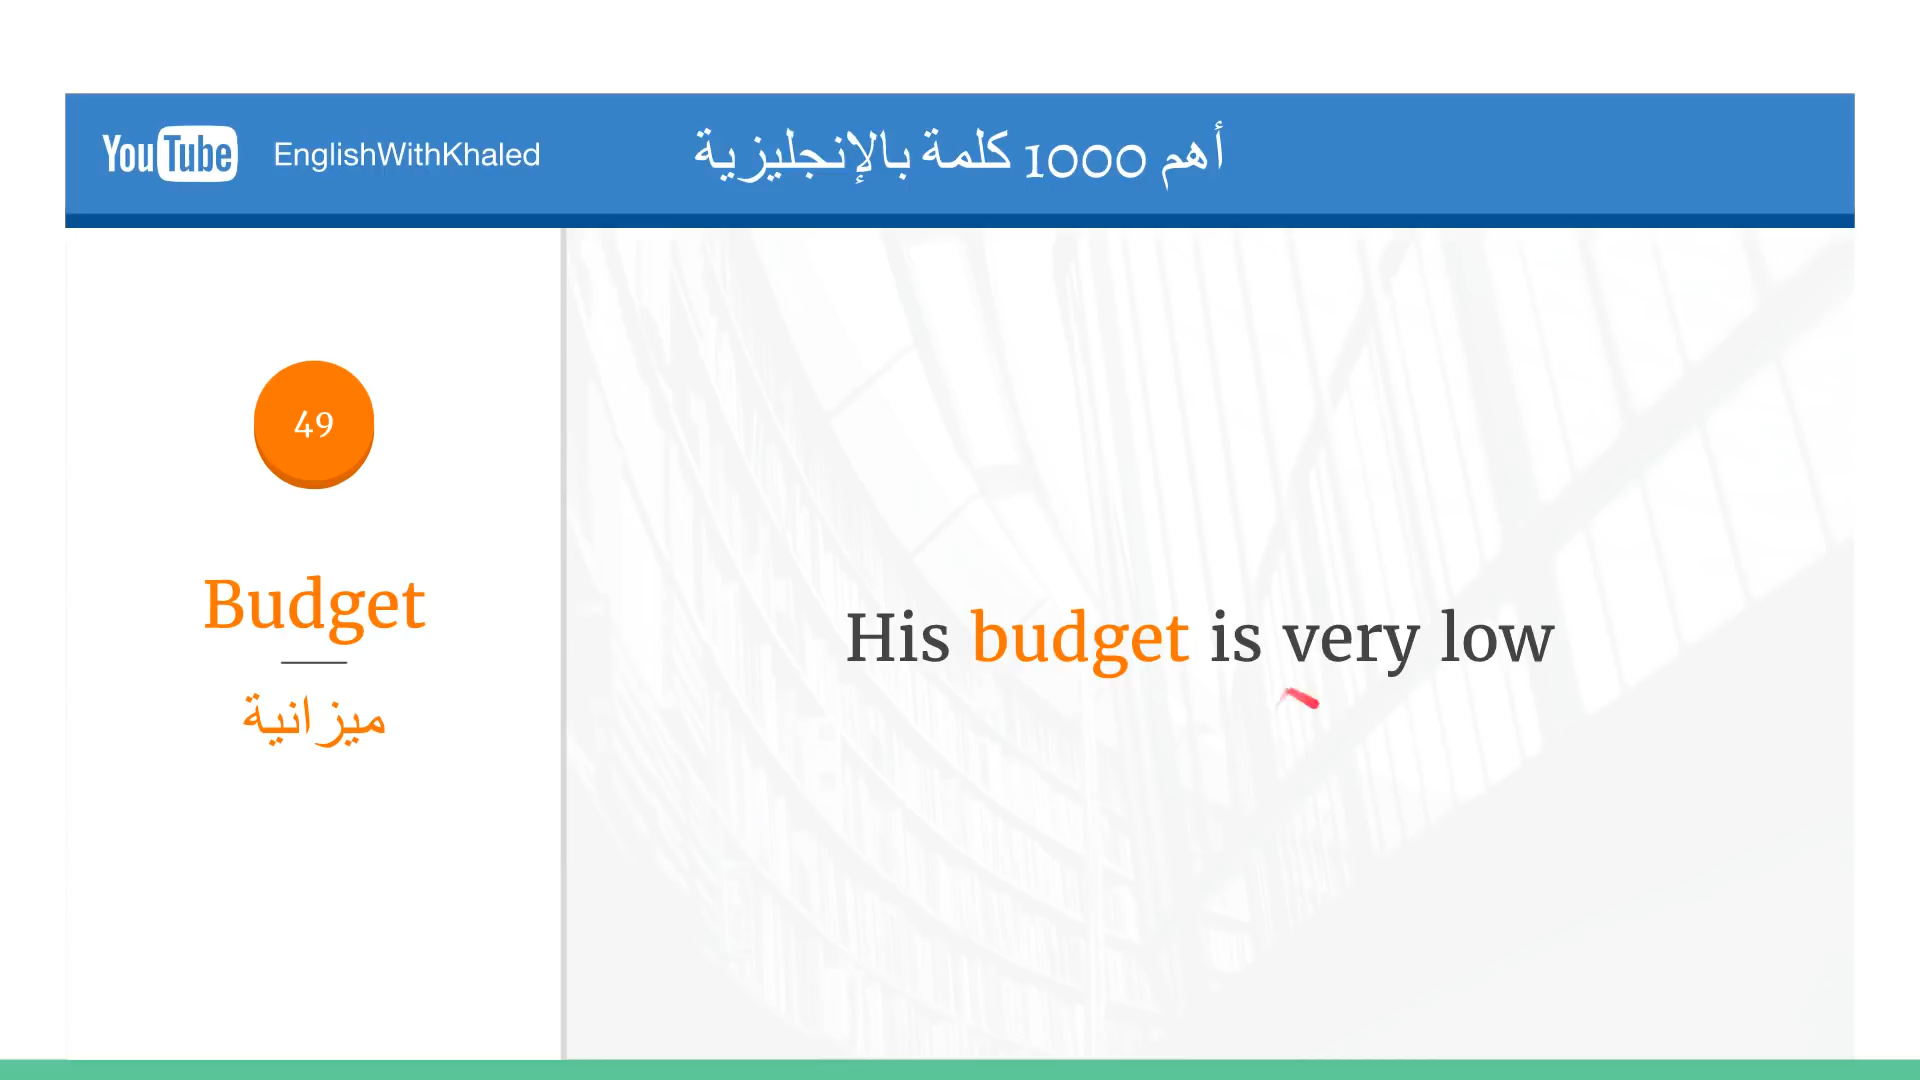 YouTube EnglishWithKhaled
أهم 1000 كلمة بالإنجليزية
49
Budget
ميزانية
His budget is very low